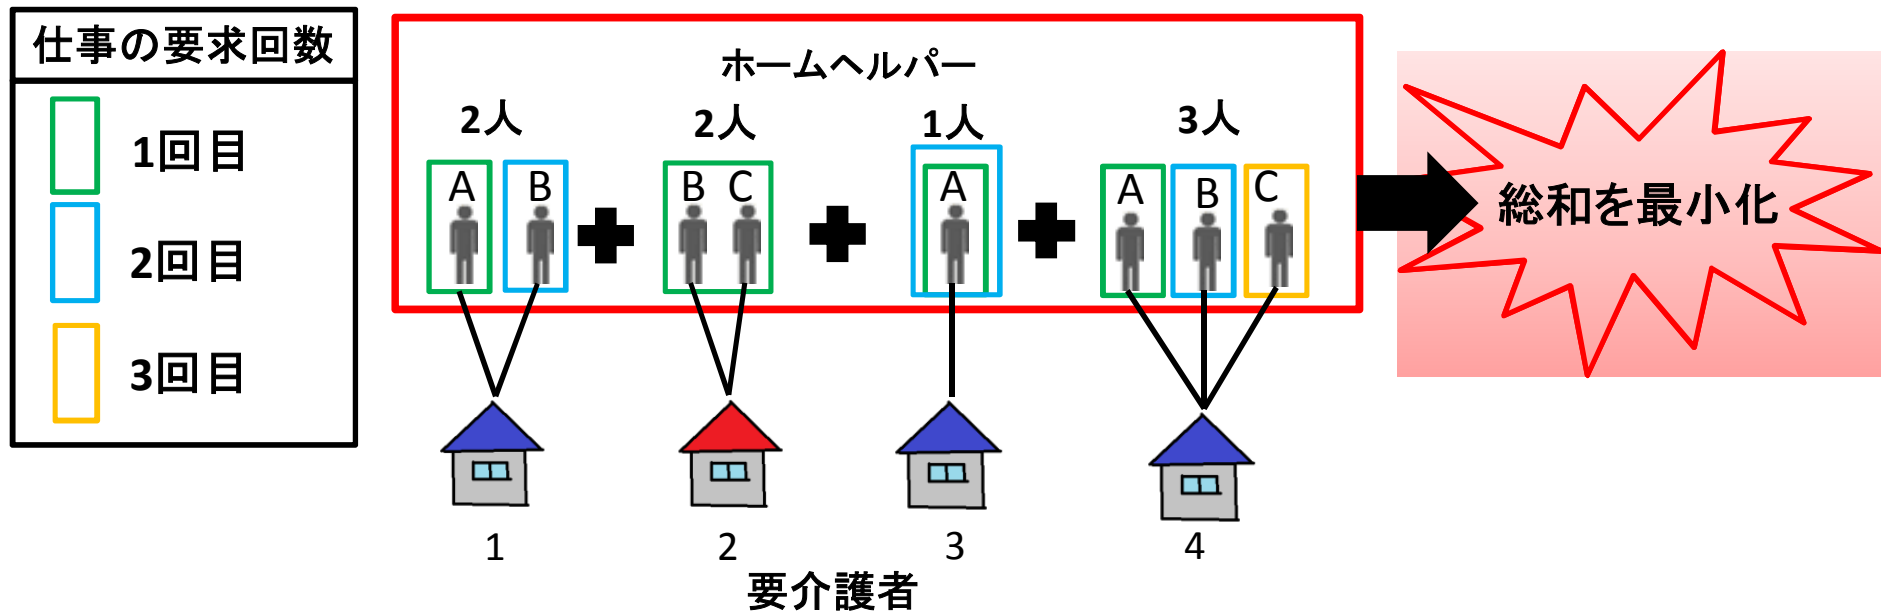 仕事の要求回数
1回目
2回目
3回目
ホームヘルパー
2人 2人 1人 3人
A B B C A A B C
総和を最小化
1 2 3 4
要介護者